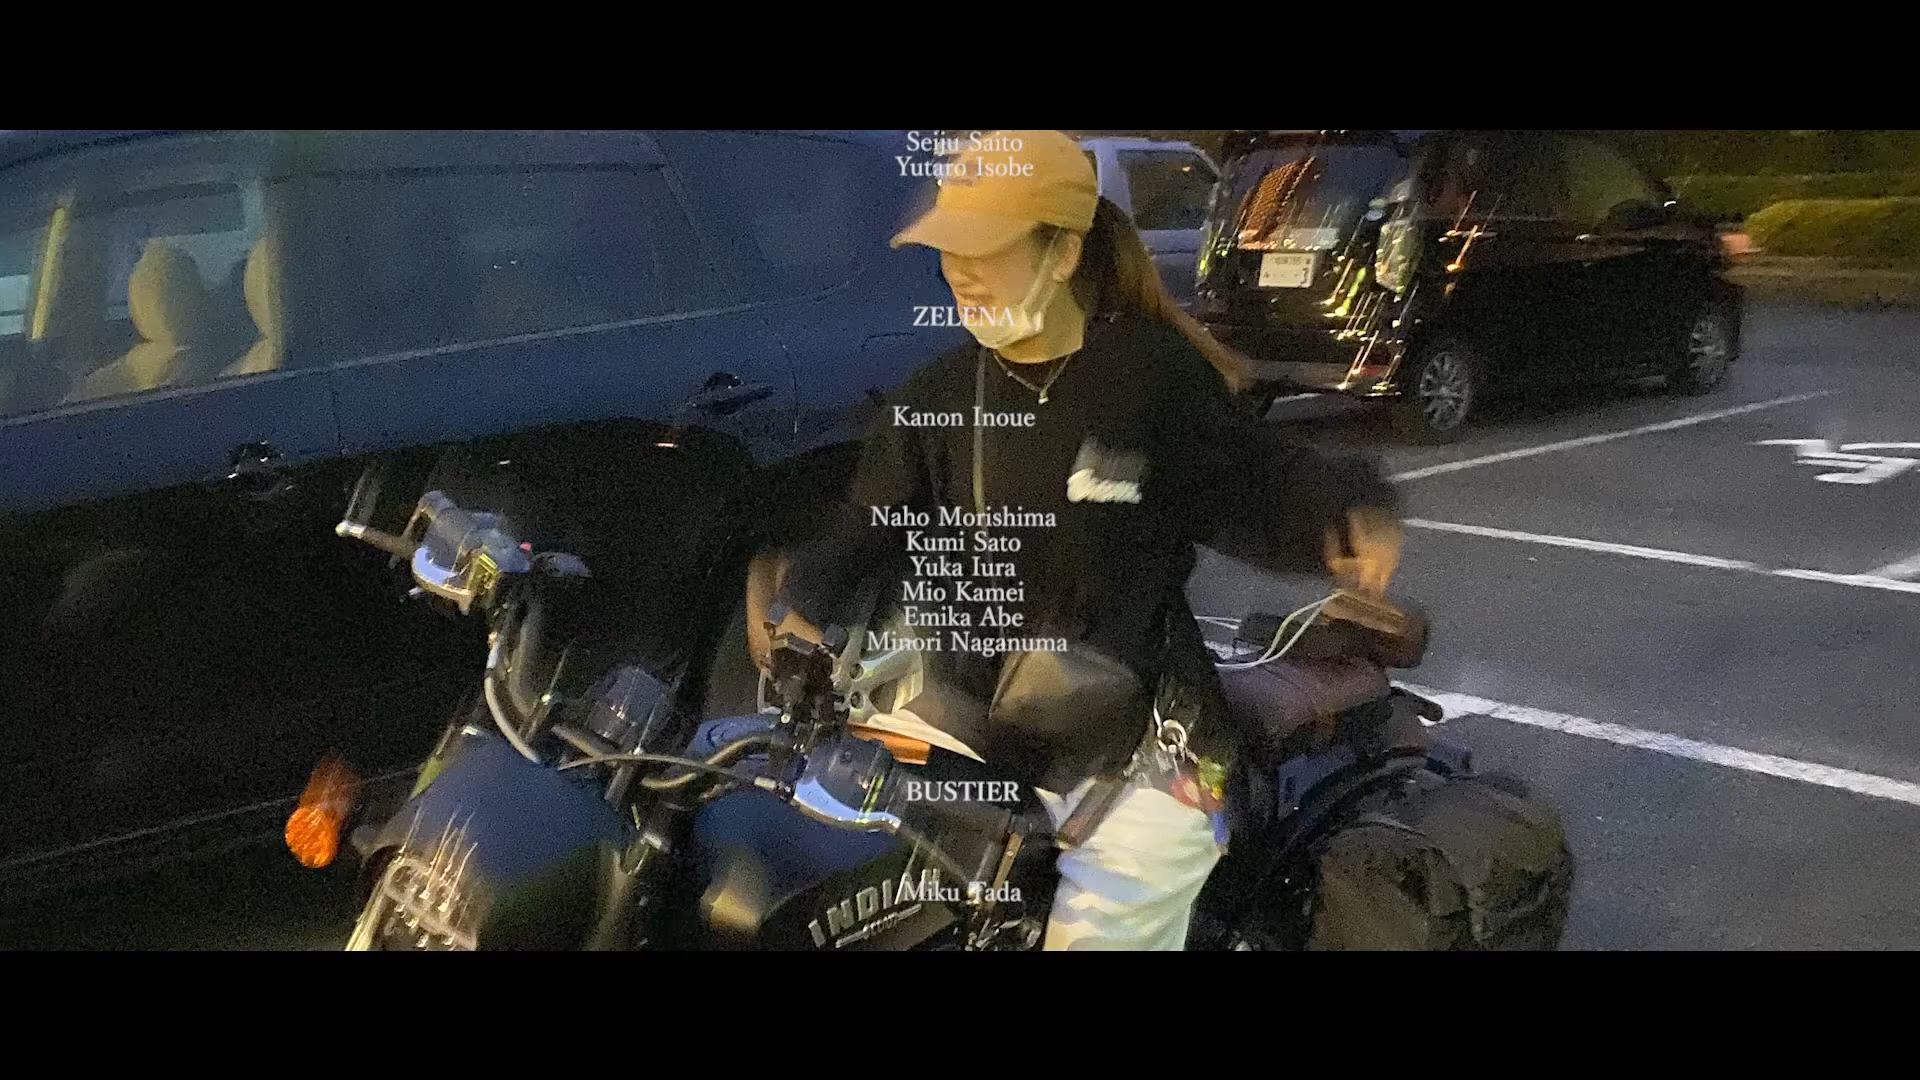 Seiju Saito
Yutaro Isobe
ZELENA
Kanon Inoue
Naho Morishima
Kumi Sato
Yuka Iura
Mio Kamei
Emika Abe
Minori Naganuma
BUSTIER
Miku Tada
INDIAN